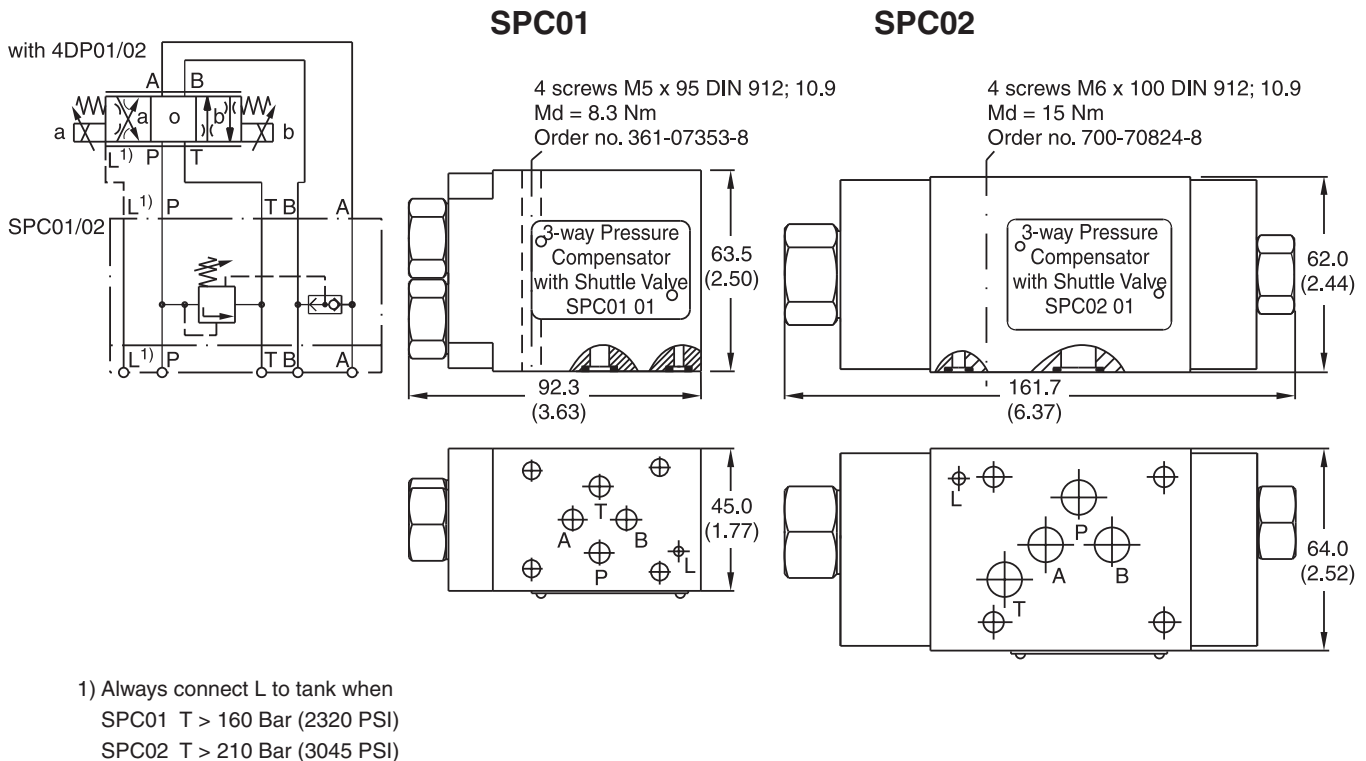 SPC01
SPC02
with 4DP01/02
A B
a o b
a b
L1) P T
L1) P T B A
SPC01/02
L1) P T B A
4 screws M5 x 95 DIN 912; 10.9
Md = 8.3 Nm
Order no. 361-07353-8
3-way Pressure
Compensator
with Shuttle Valve
SPC01 01
63.5
(2.50)
92.3
(3.63)
4 screws M6 x 100 DIN 912; 10.9
Md = 15 Nm
Order no. 700-70824-8
3-way Pressure
Compensator
with Shuttle Valve
SPC02 01
62.0
(2.44)
161.7
(6.37)
T
A B
P L
45.0
(1.77)
L
P
A B
T
64.0
(2.52)
1) Always connect L to tank when
SPC01 T > 160 Bar (2320 PSI)
SPC02 T > 210 Bar (3045 PSI)